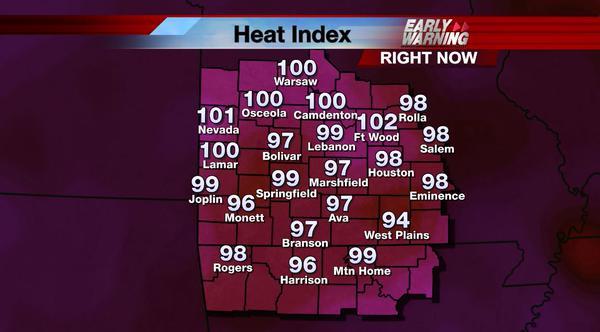 Heat Index
EARLY
WARNING
RIGHT NOW
100
Warsaw
100
Osceola
100
Camdenton
98
Rolla
101
Nevada
102
Ft Wood
99
Lebanon
98
Salem
97
Bolivar
100
Lamar
98
Houston
97
Marshfield
99
Springfield
99
Joplin
98
Eminence
96
Monett
97
Ava
94
West Plains
97
Branson
98
Rogers
96
Harrison
99
Mtn Home